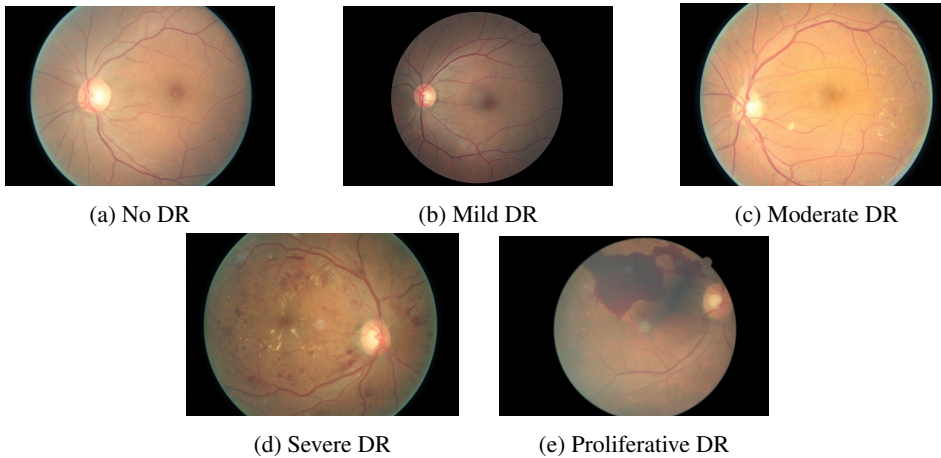 (a) No DR
(b) Mild DR
(c) Moderate DR
(d) Severe DR
(e) Proliferative DR